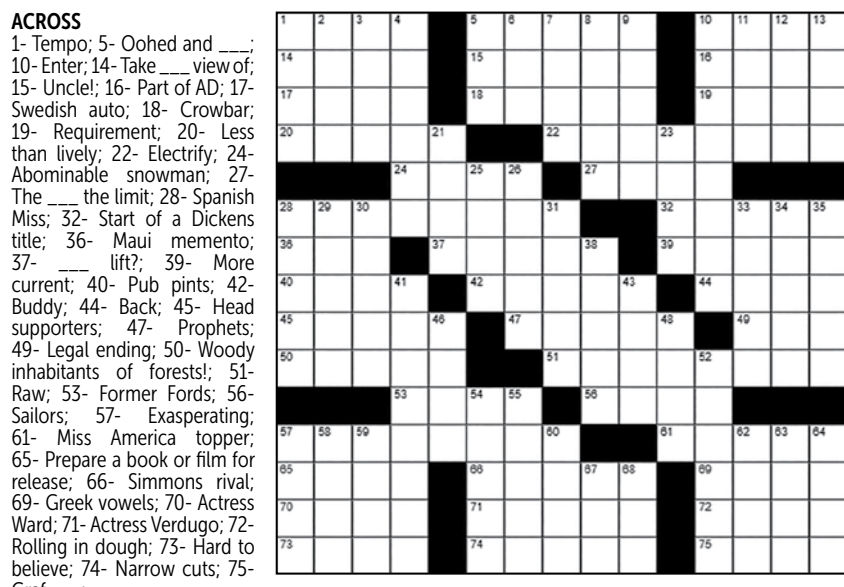 ACROSS
1- Tempo; 5- Oohed and ___;
10- Enter; 14- Take ___ view of;
15- Uncle!; 16- Part of AD; 17-
Swedish auto; 18- Crowbar;
19- Requirement; 20- Less
than lively; 22- Electrify; 24-
Abominable snowman; 27-
The ___ the limit; 28- Spanish
Miss; 32- Start of a Dickens
title; 36- Maui memento;
37- ___ lift?; 39- More
current; 40- Pub pints; 42-
Buddy; 44- Back; 45- Head
supporters; 47- Prophets;
49- Legal ending; 50- Woody
inhabitants of forests!; 51-
Raw; 53- Former Fords; 56-
Sailors; 57- Exasperating;
61- Miss America topper;
65- Prepare a book or film for
release; 66- Simmons rival;
69- Greek vowels; 70- Actress
Ward; 71- Actress Verdugo; 72-
Rolling in dough; 73- Hard to
believe; 74- Narrow cuts; 75-
1 2 3 4 5 6 7 8 9 10 11 12 13
14 15 16
17 18 19
20 21 22 23
24 25 26 27
28 29 30 31 32 33 34 35
36 37 38 39
40 41 42 43 44
45 46 47 48 49
50 51 52
53 54 55 56
57 58 59 60 61 62 63 64
65 66 67 68 69
70 71 72
73 74 75